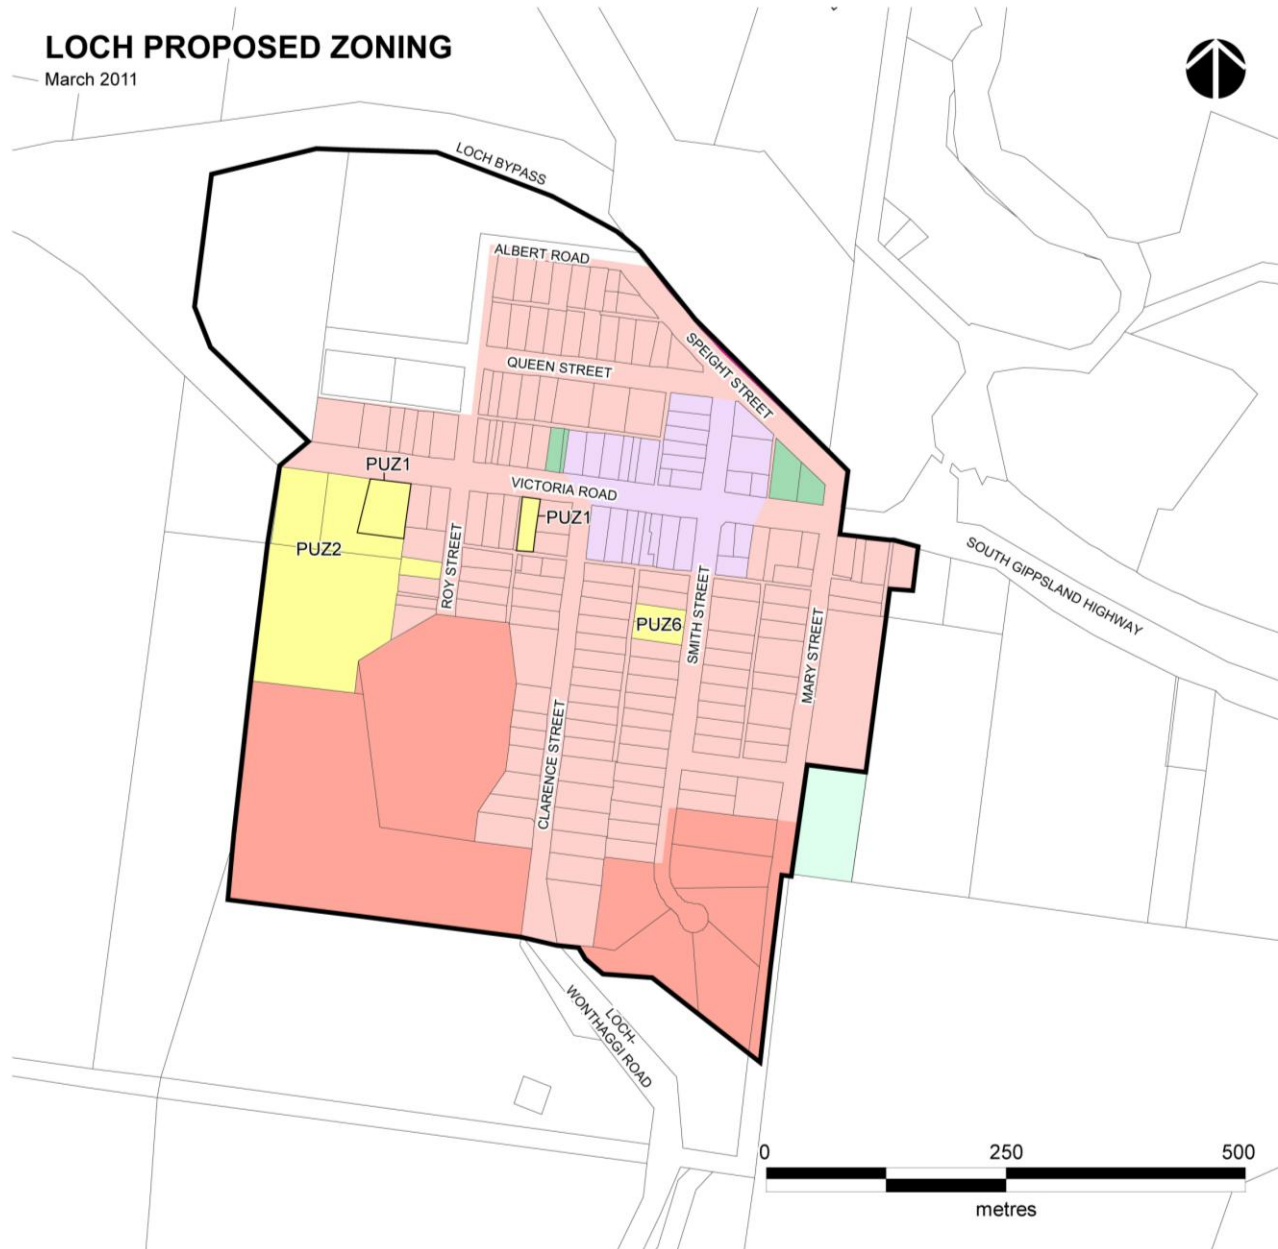 LOCH PROPOSED ZONING
March 2011
LOCH BYPASS
ALBERT ROAD
SPEIGHT STREET
QUEEN STREET
PUZ1
VICTORIA ROAD
PUZ1
PUZ2
ROY STREET
SOUTH GIPPSLAND HIGHWAY
SMITH STREET
PUZ6
MARY STREET
CLARENCE STREET
LOCH-
WONTHAGGI ROAD
0 250 500
metres